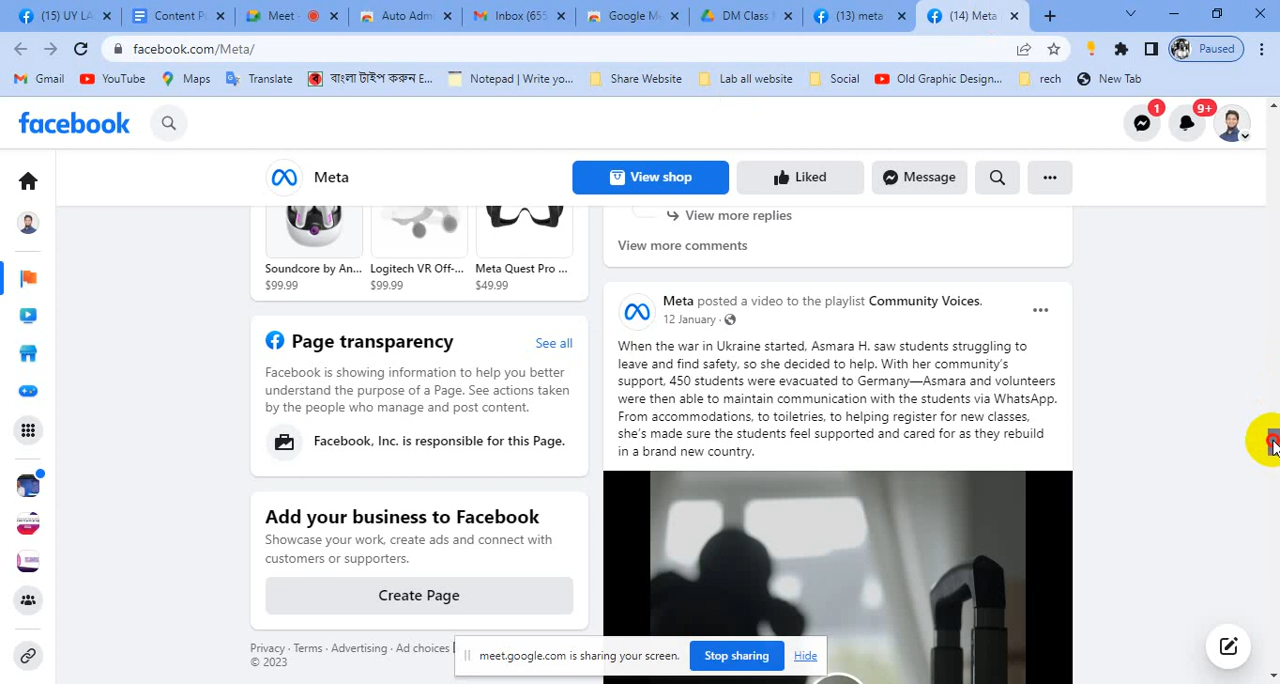 (15) UY LA
Content P
Meet -
Auto Adm
Inbox (655
Google M
DM Class
(13) meta
(14) Meta
facebook.com/Meta/
Paused
Gmail
YouTube
Maps
Translate
বাংলা টাইপ করুন E...
Notepad | Write yo...
Share Website
Lab all website
Social
Old Graphic Design...
rech
New Tab
facebook
1
9+
Meta
View shop
Liked
Message
View more replies
View more comments
Soundcore by An...
$99.99
Logitech VR Off-...
$99.99
Meta Quest Pro ...
$49.99
Page transparency
See all
Facebook is showing information to help you better
understand the purpose of a Page. See actions taken
by the people who manage and post content.
Facebook, Inc. is responsible for this Page.
Add your business to Facebook
Showcase your work, create ads and connect with
customers or supporters.
Create Page
Privacy · Terms · Advertising · Ad choices
© 2023
Meta posted a video to the playlist Community Voices.
12 January ·
When the war in Ukraine started, Asmara H. saw students struggling to
leave and find safety, so she decided to help. With her community's
support, 450 students were evacuated to Germany—Asmara and volunteers
were then able to maintain communication with the students via WhatsApp.
From accommodations, to toiletries, to helping register for new classes,
she's made sure the students feel supported and cared for as they rebuild
in a brand new country.
meet.google.com is sharing your screen.
Stop sharing
Hide